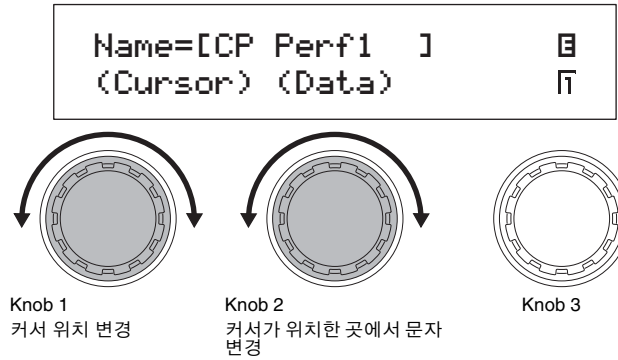 Name=[CP Perf1 ] E
(Cursor) (Data) 1
Knob 1
커서 위치 변경
Knob 2
커서가 위치한 곳에서 문자
변경
Knob 3